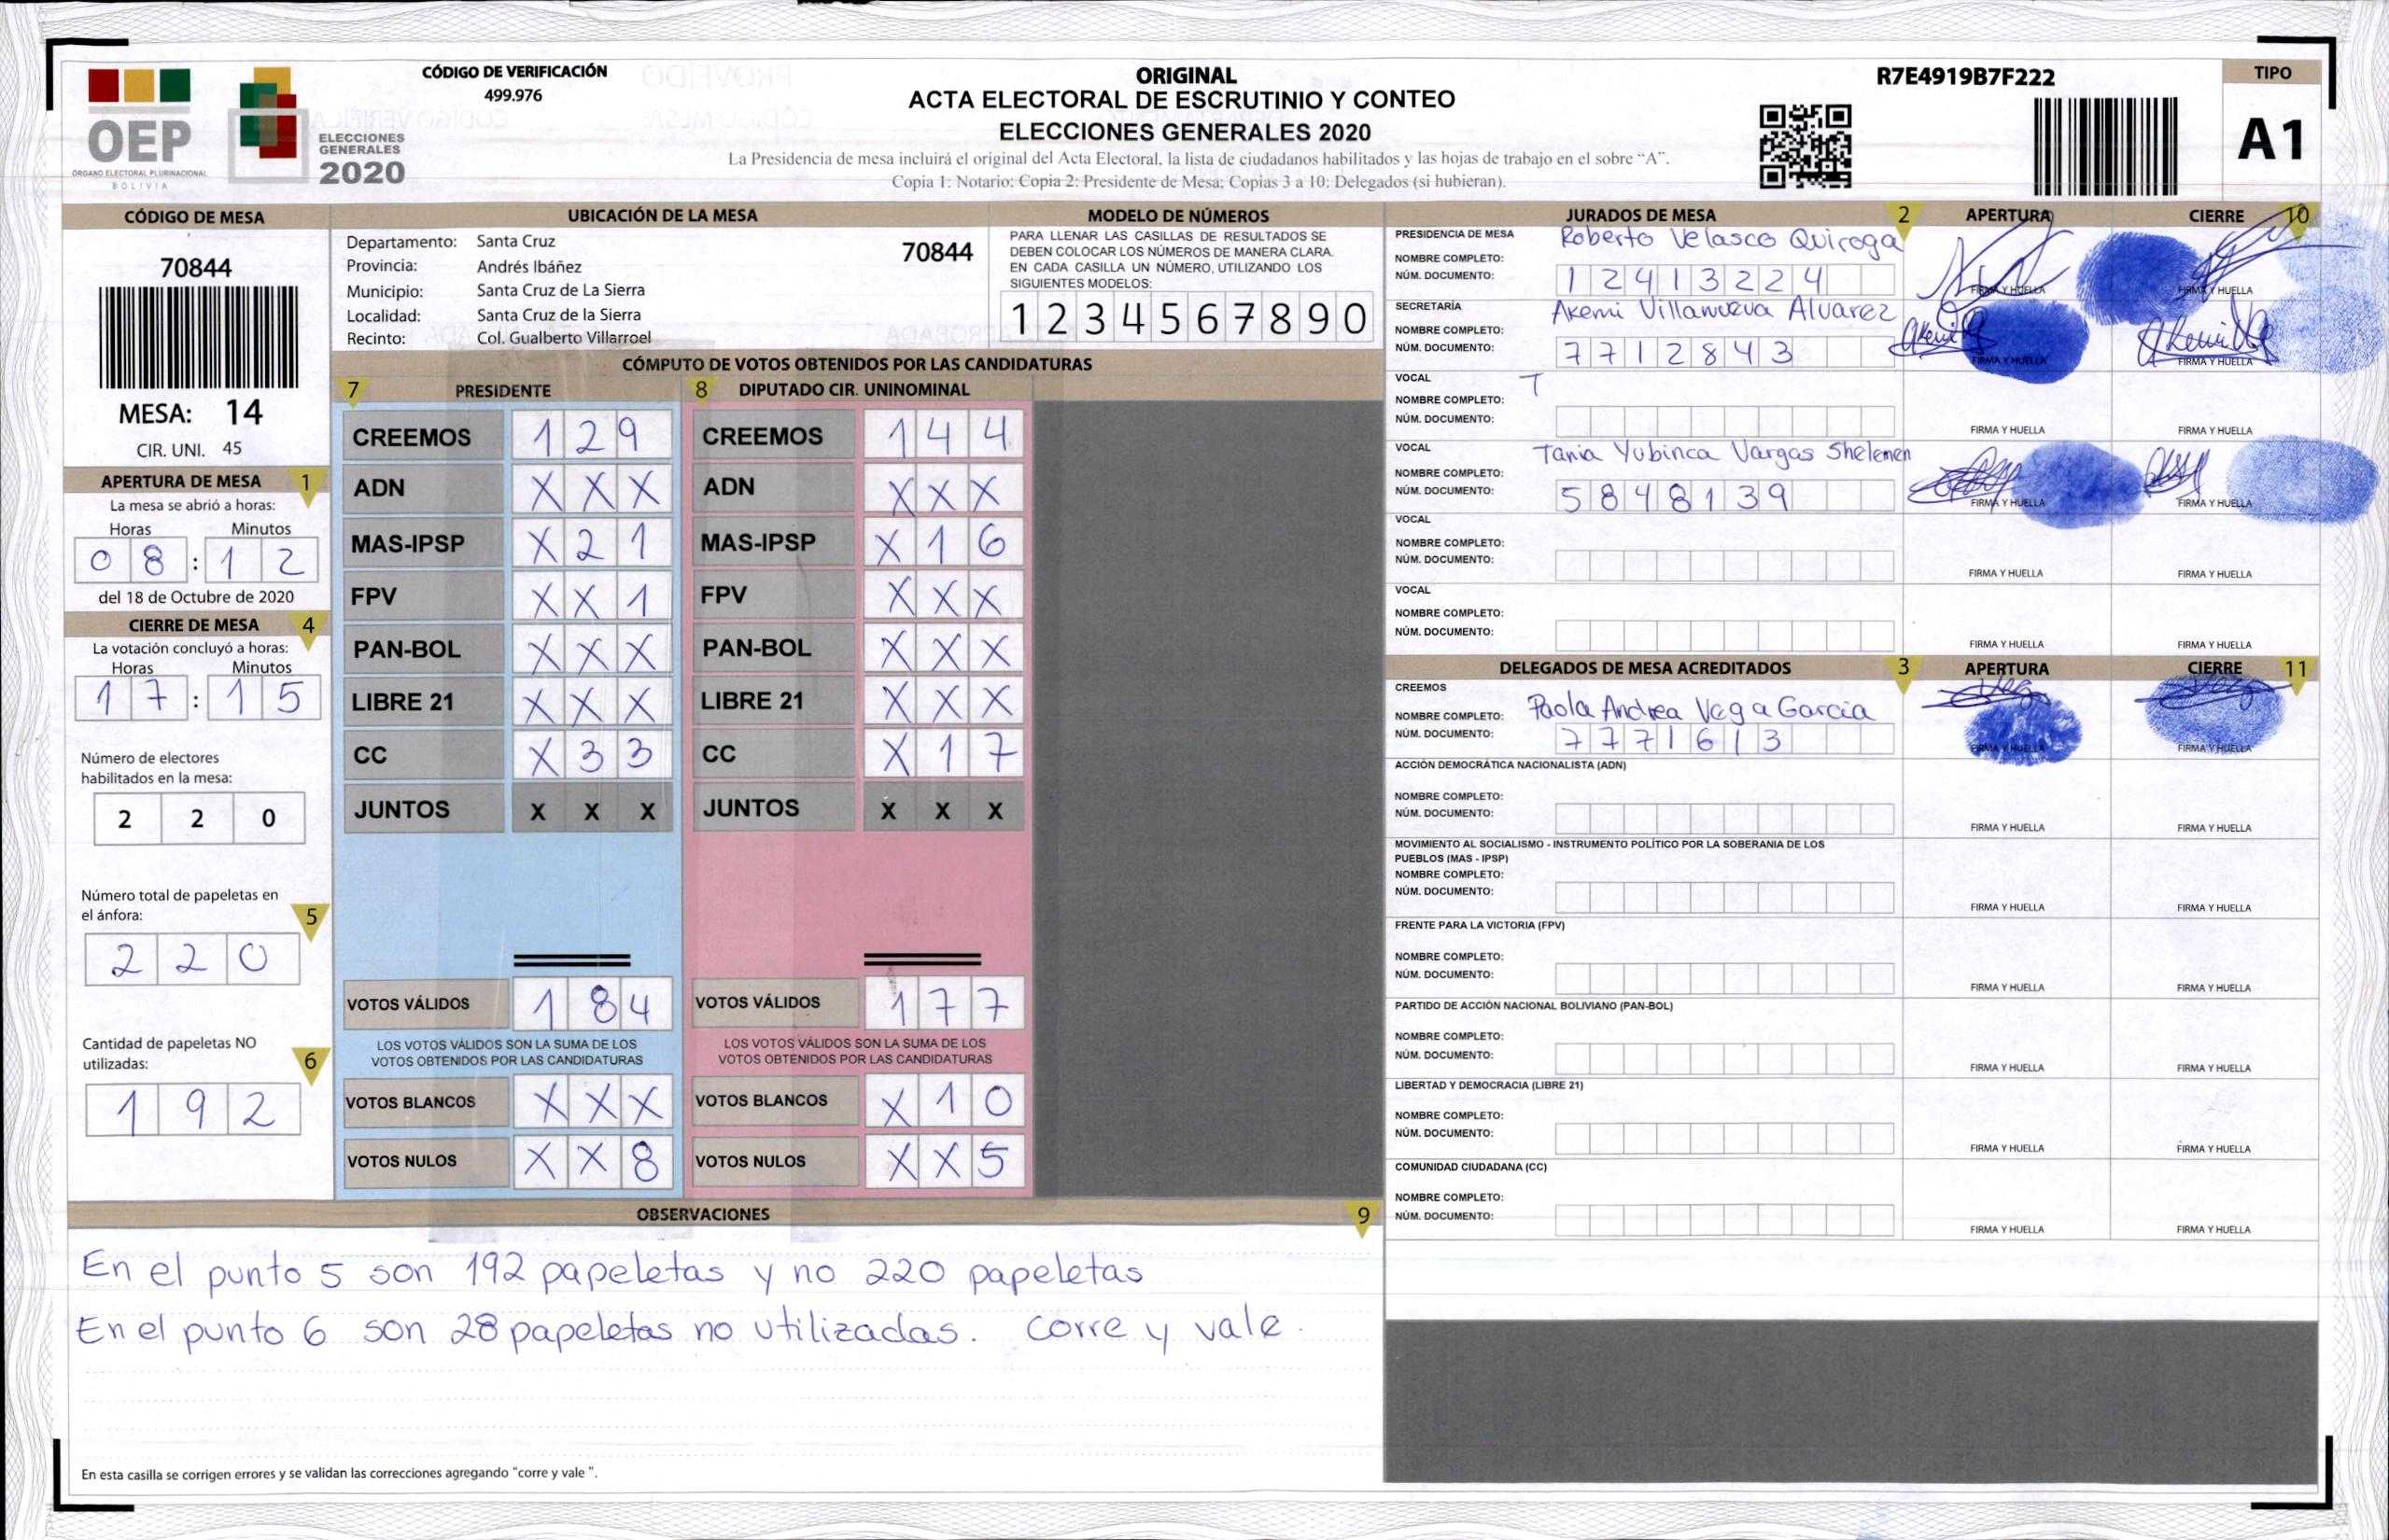 OEP
ÓRGANO ELECTORAL PLURINACIONAL
BOLIVIA
ELECCIONES
GENERALES
2020
CÓDIGO DE VERIFICACIÓN
499.976
ORIGINAL
ACTA ELECTORAL DE ESCRUTINIO Y CONTEO
ELECCIONES GENERALES 2020
La Presidencia de mesa incluirá el original del Acta Electoral, la lista de ciudadanos habilitados y las hojas de trabajo en el sobre "A".
Copia 1: Notario: Copia 2: Presidente de Mesa: Copias 3 a 10: Delegados (si hubieran).
R7E4919B7F222
TIPO
A1
CÓDIGO DE MESA
70844
MESA: 14
CIR. UNI. 45
APERTURA DE MESA 1
La mesa se abrió a horas:
Horas Minutos
0 8 : 1 2
del 18 de Octubre de 2020
CIERRE DE MESA 4
La votación concluyó a horas:
Horas Minutos
1 7 : 1 5
Número de electores
habilitados en la mesa:
2 2 0
Número total de papeletas en
el ánfora: 5
2 2 0
Cantidad de papeletas NO
utilizadas: 6
1 9 2
UBICACIÓN DE LA MESA
Departamento: Santa Cruz 70844
Provincia: Andrés Ibáñez
Municipio: Santa Cruz de La Sierra
Localidad: Santa Cruz de la Sierra
Recinto: Col. Gualberto Villarroel
MODELO DE NÚMEROS
PARA LLENAR LAS CASILLAS DE RESULTADOS SE
DEBEN COLOCAR LOS NÚMEROS DE MANERA CLARA.
EN CADA CASILLA UN NÚMERO, UTILIZANDO LOS
SIGUIENTES MODELOS:
1 2 3 4 5 6 7 8 9 0
CÓMPUTO DE VOTOS OBTENIDOS POR LAS CANDIDATURAS
7 PRESIDENTE 8 DIPUTADO CIR. UNINOMINAL
CREEMOS 1 2 9 CREEMOS 1 4 4
ADN X X X ADN X X X
MAS-IPSP X 2 1 MAS-IPSP X 1 6
FPV X X 1 FPV X X X
PAN-BOL X X X PAN-BOL X X X
LIBRE 21 X X X LIBRE 21 X X X
CC X 3 3 CC X 1 7
JUNTOS X X X JUNTOS X X X
VOTOS VÁLIDOS 1 8 4 VOTOS VÁLIDOS 1 7 7
LOS VOTOS VÁLIDOS SON LA SUMA DE LOS LOS VOTOS VÁLIDOS SON LA SUMA DE LOS
VOTOS OBTENIDOS POR LAS CANDIDATURAS VOTOS OBTENIDOS POR LAS CANDIDATURAS
VOTOS BLANCOS X X X VOTOS BLANCOS X 1 0
VOTOS NULOS X X 8 VOTOS NULOS X X 5
OBSERVACIONES 9
En el punto 5 son 192 papeletas y no 220 papeletas
En el punto 6 son 28 papeletas no utilizadas. corre y vale.
En esta casilla se corrigen errores y se validan las correcciones agregando "corre y vale ".
JURADOS DE MESA 2 APERTURA CIERRE 10
PRESIDENCIA DE MESA Roberto Velasco Quiroga
NOMBRE COMPLETO:
NÚM. DOCUMENTO: 1 2 4 1 3 2 2 4 FIRMA Y HUELLA FIRMA Y HUELLA
SECRETARÍA Akemi Villanueva Alvarez
NOMBRE COMPLETO:
NÚM. DOCUMENTO: 7 7 1 2 8 4 3 FIRMA Y HUELLA FIRMA Y HUELLA
VOCAL T
NOMBRE COMPLETO:
NÚM. DOCUMENTO: FIRMA Y HUELLA FIRMA Y HUELLA
VOCAL Tania Yubinca Vargas Shelemen
NOMBRE COMPLETO:
NÚM. DOCUMENTO: 5 8 4 8 1 3 9 FIRMA Y HUELLA FIRMA Y HUELLA
VOCAL
NOMBRE COMPLETO:
NÚM. DOCUMENTO: FIRMA Y HUELLA FIRMA Y HUELLA
VOCAL
NOMBRE COMPLETO:
NÚM. DOCUMENTO: FIRMA Y HUELLA FIRMA Y HUELLA
DELEGADOS DE MESA ACREDITADOS 3 APERTURA CIERRE 11
CREEMOS
NOMBRE COMPLETO: Paola Andrea Vega Garcia
NÚM. DOCUMENTO: 7 7 7 1 6 1 3 FIRMA Y HUELLA FIRMA Y HUELLA
ACCIÓN DEMOCRÁTICA NACIONALISTA (ADN)
NOMBRE COMPLETO:
NÚM. DOCUMENTO: FIRMA Y HUELLA FIRMA Y HUELLA
MOVIMIENTO AL SOCIALISMO - INSTRUMENTO POLÍTICO POR LA SOBERANIA DE LOS
PUEBLOS (MAS - IPSP)
NOMBRE COMPLETO:
NÚM. DOCUMENTO: FIRMA Y HUELLA FIRMA Y HUELLA
FRENTE PARA LA VICTORIA (FPV)
NOMBRE COMPLETO:
NÚM. DOCUMENTO: FIRMA Y HUELLA FIRMA Y HUELLA
PARTIDO DE ACCIÓN NACIONAL BOLIVIANO (PAN-BOL)
NOMBRE COMPLETO:
NÚM. DOCUMENTO: FIRMA Y HUELLA FIRMA Y HUELLA
LIBERTAD Y DEMOCRACIA (LIBRE 21)
NOMBRE COMPLETO:
NÚM. DOCUMENTO: FIRMA Y HUELLA FIRMA Y HUELLA
COMUNIDAD CIUDADANA (CC)
NOMBRE COMPLETO:
NÚM. DOCUMENTO: FIRMA Y HUELLA FIRMA Y HUELLA